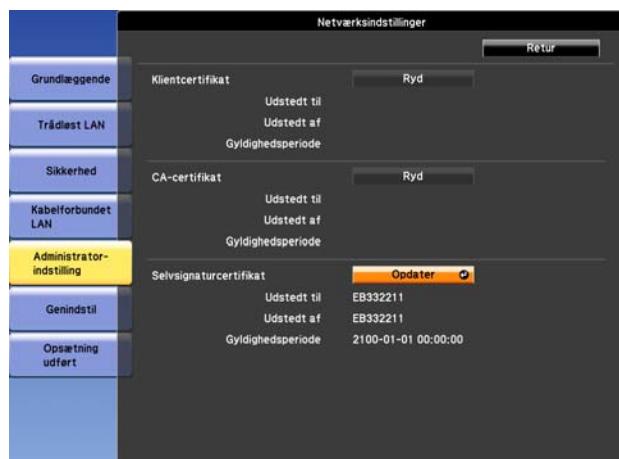 Netværksindstillinger
Retur
Grundlæggende
Trådløst LAN
Sikkerhed
Kabelforbundet
LAN
Administrator-
indstilling
Genindstil
Opsætning
udført
Klientcertifikat Ryd
Udstedt til
Udstedt af
Gyldighedsperiode
CA-certifikat Ryd
Udstedt til
Udstedt af
Gyldighedsperiode
Selvsignaturcertifikat Opdater
Udstedt til EB332211
Udstedt af EB332211
Gyldighedsperiode 2100-01-01 00:00:00